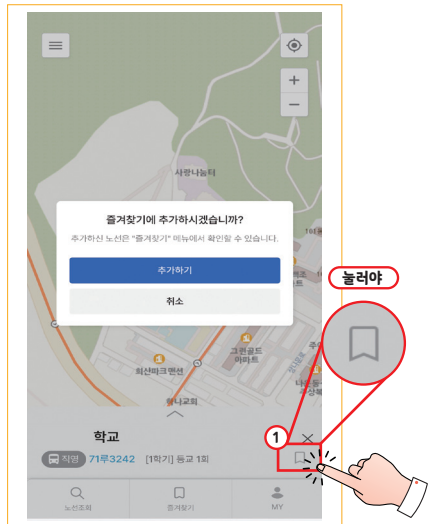 사랑나눔터
즐겨찾기에 추가하시겠습니까?
추가하신 노선은 "즐겨찾기" 메뉴에서 확인할 수 있습니다.
추가하기
취소
눌러야
그린골드
아파트
희산파크맨션
1
학교
직영 71루3242 [1학기] 등교 1회
노선조회
즐겨찾기
MY